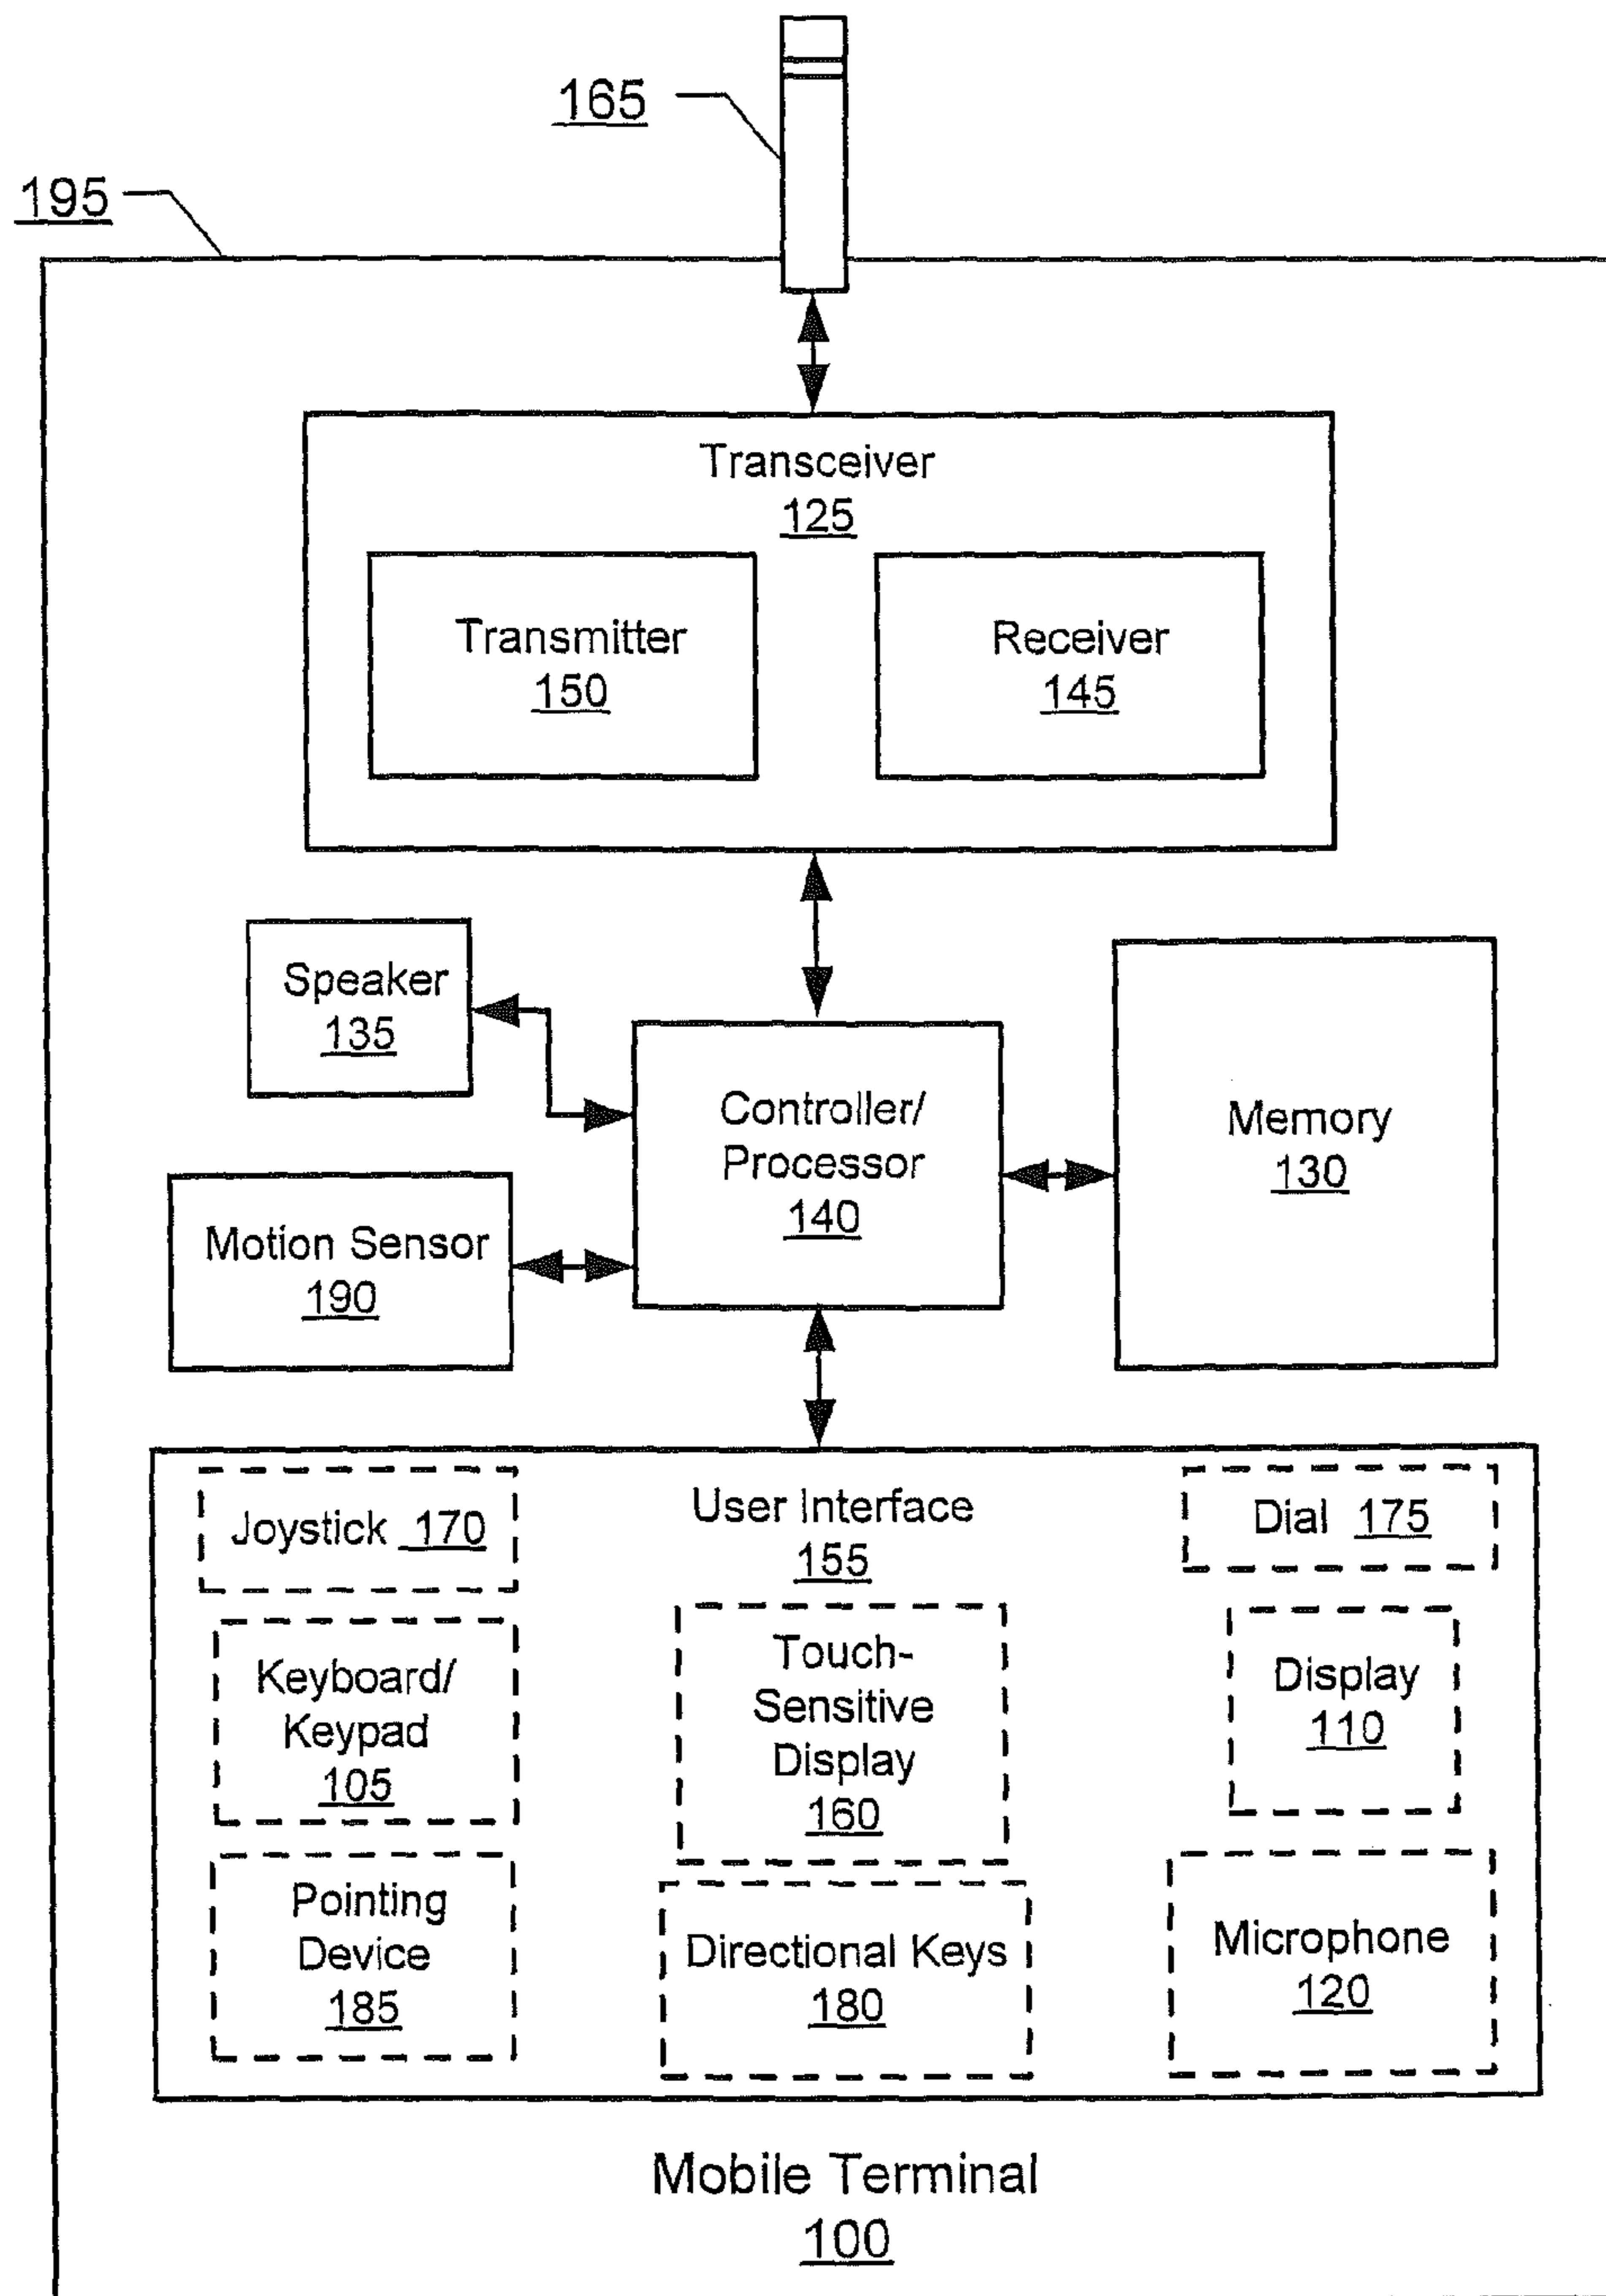 165
195
Transceiver
125
Transmitter
150
Receiver
145
Speaker
135
Controller/
Processor
140
Memory
130
Motion Sensor
190
User Interface
155
Joystick 170
Dial 175
Keyboard/
Keypad
105
Touch-
Sensitive
Display
160
Display
110
Pointing
Device
185
Directional Keys
180
Microphone
120
Mobile Terminal
100